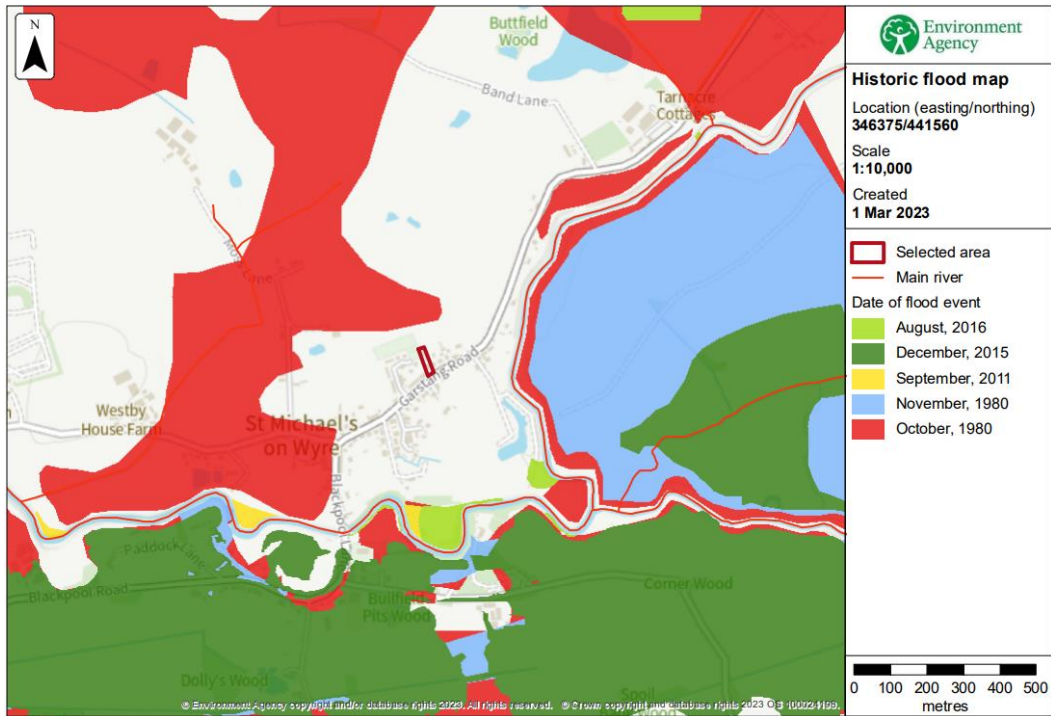 N
Buttfield
Wood
Band Lane
Tarnacre
Cottages
Moss Lane
Garstang Road
Westby
House Farm
St Michael's
on Wyre
Blackpool Lane
Paddock Lane
Blackpool Road
Bullfield
Pits Wood
Corner Wood
Dolly's Wood
Spoil
© Environment Agency copyright and/or database rights 2023. All rights reserved. © Crown copyright and database rights 2023 OS 100024198.
Environment
Agency
Historic flood map
Location (easting/northing)
346375/441560
Scale
1:10,000
Created
1 Mar 2023
Selected area
Main river
Date of flood event
August, 2016
December, 2015
September, 2011
November, 1980
October, 1980
0 100 200 300 400 500
metres